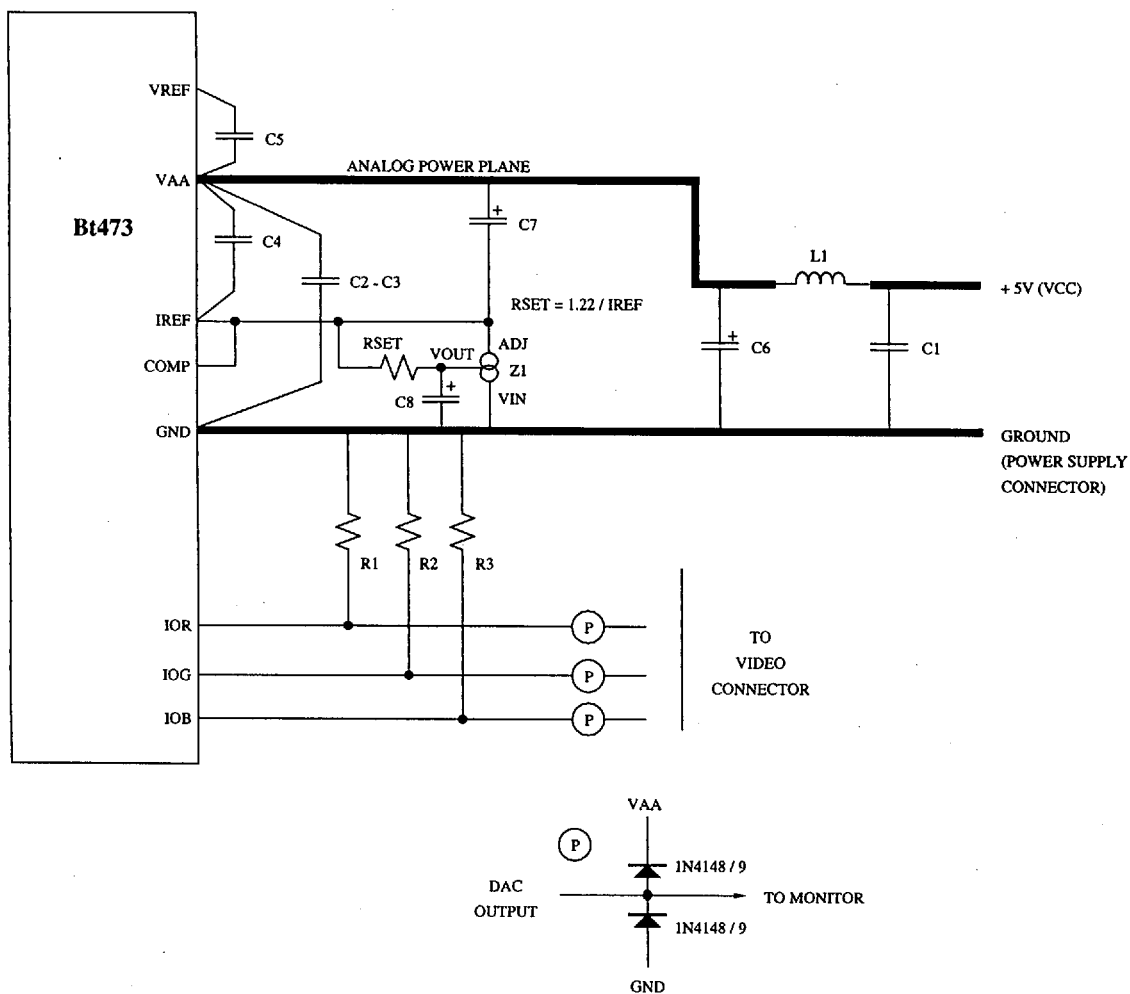 VREF
C5
ANALOG POWER PLANE
VAA
Bt473
C4
C7
L1
C2 - C3
+ 5V (VCC)
RSET = 1.22 / IREF
IREF
RSET
ADJ
VOUT
Z1
COMP
C6
C1
C8
VIN
GND
GROUND
(POWER SUPPLY
CONNECTOR)
R1
R2
R3
IOR
P
TO
VIDEO
CONNECTOR
IOG
P
IOB
P
VAA
P
1N4148 / 9
DAC
OUTPUT
TO MONITOR
1N4148 / 9
GND